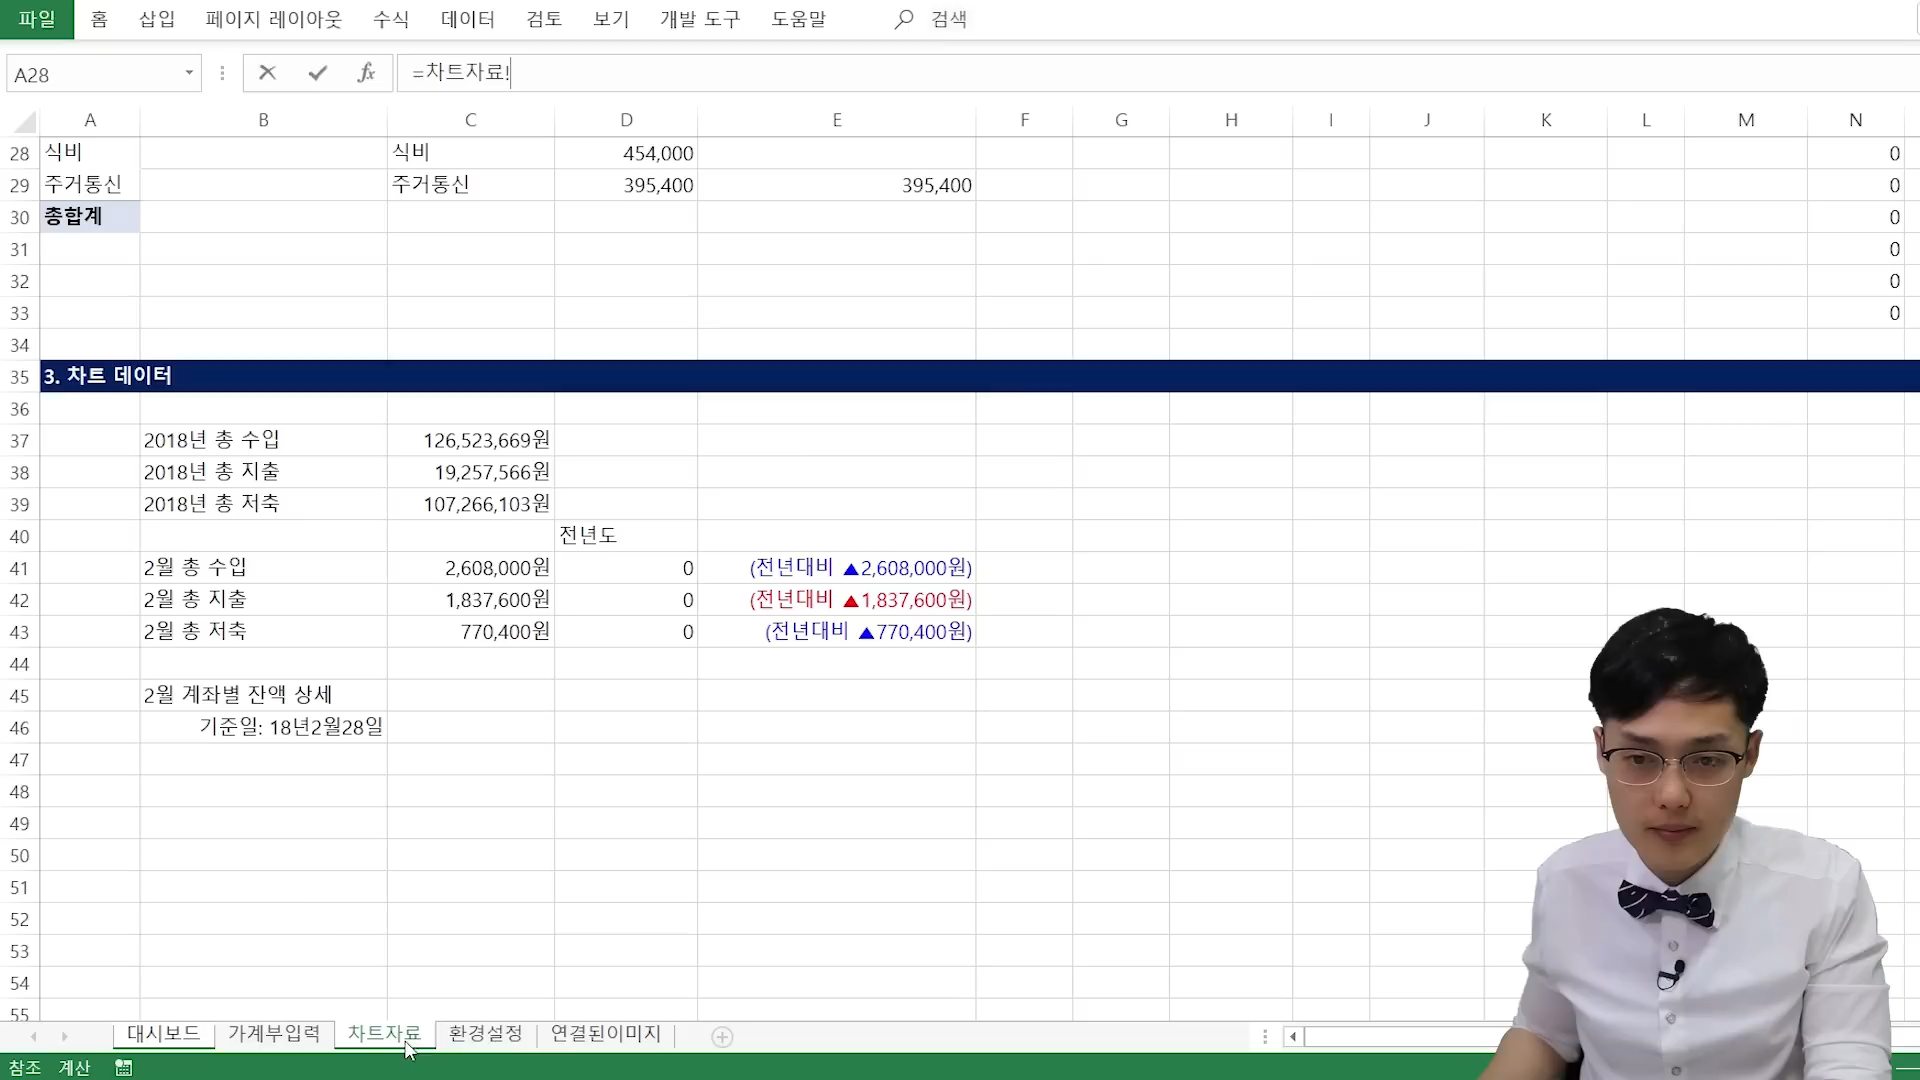 파일 홈 삽입 페이지 레이아웃 수식 데이터 검토 보기 개발 도구 도움말 검색
A28 fx =차트자료!
A B C D E F G H I J K L M N
28 식비 식비 454,000 0
29 주거통신 주거통신 395,400 395,400 0
30 총합계 0
31 0
32 0
33 0
34
35 3. 차트 데이터
36
37 2018년 총 수입 126,523,669원
38 2018년 총 지출 19,257,566원
39 2018년 총 저축 107,266,103원
40 전년도
41 2월 총 수입 2,608,000원 0 (전년대비 ▲2,608,000원)
42 2월 총 지출 1,837,600원 0 (전년대비 ▲1,837,600원)
43 2월 총 저축 770,400원 0 (전년대비 ▲770,400원)
44
45 2월 계좌별 잔액 상세
46 기준일: 18년2월28일
47
48
49
50
51
52
53
54
55
대시보드 가계부입력 차트자료 환경설정 연결된이미지
참조 계산